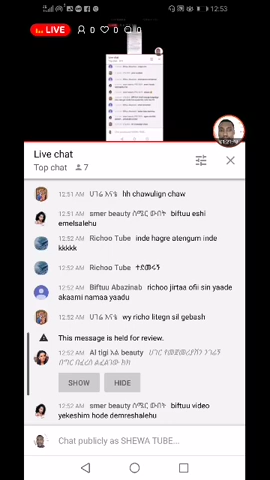 12:53
LIVE 0 0 0
Live chat
Top chat 7
12:51 AM ሀገሬ እናቴ hh chawulign chaw
12:51 AM smer beauty ስሜር ውበት biftuu eshi
emelsalehu
12:52 AM Richoo Tube inde hagre atengum inde
kkkkk
12:52 AM Richoo Tube ተደመሩኝ
12:52 AM Biftuu Abazinab richoo jirtaa ofii sin yaade
akaami namaa yaadu
12:52 AM ሀገሬ እናቴ wy richo litegn sil gebash
This message is held for review.
12:52 AM Al tigi እል beauty
SHOW HIDE
12:52 AM smer beauty ስሜር ውበት biftuu video
yekeshim hode demreshalehu
Chat publicly as SHEWA TUBE...